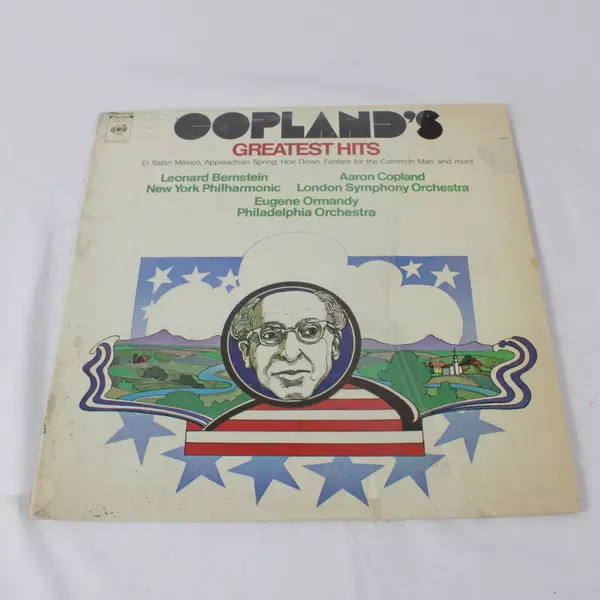 COPLAND'S
GREATEST HITS
El Salón México, Appalachian Spring, Hoe Down, Fanfare for the Common Man, and more
Leonard Bernstein
New York Philharmonic
Aaron Copland
London Symphony Orchestra
Eugene Ormandy
Philadelphia Orchestra